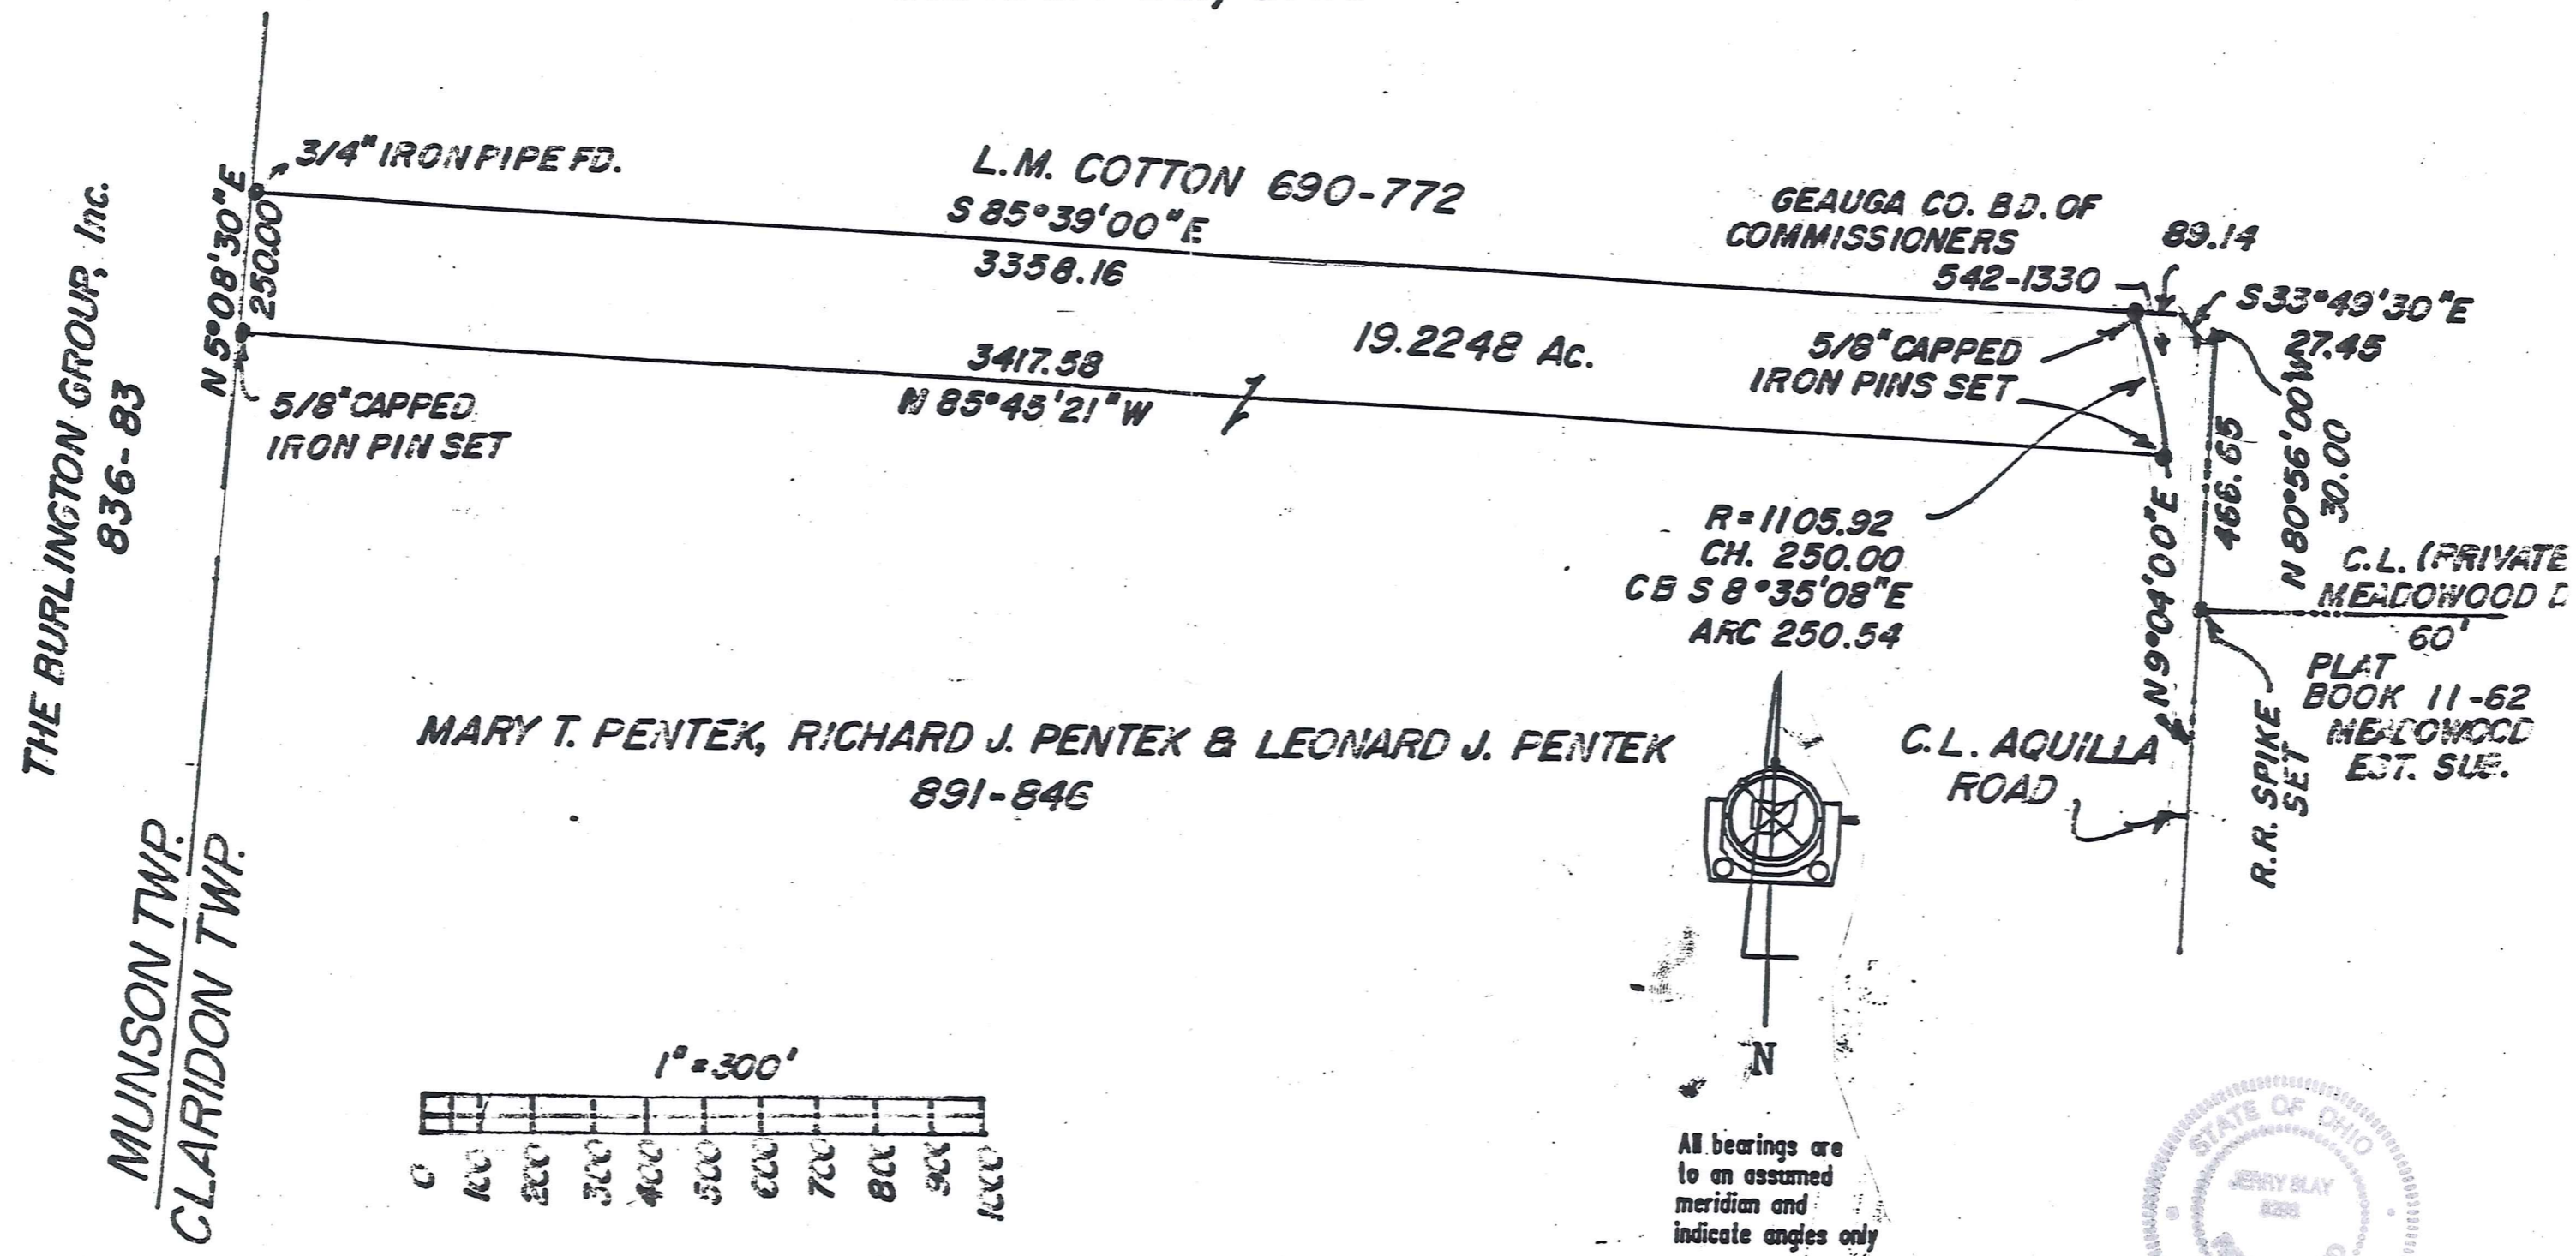 3/4" IRON PIPE FD.
L.M. COTTON 690-772
S 85°39'00"E
3358.16
GEAUGA CO. BD. OF
COMMISSIONERS
542-1330
89.14
S33°49'30"E
27.45
N 5°08'30"E
250.00
THE BURLINGTON GROUP, Inc.
836-83
5/8" CAPPED
IRON PIN SET
3417.58
N 85°45'21"W
19.2248 Ac.
5/8" CAPPED
IRON PINS SET
R=1105.92
CH. 250.00
CB S 8°35'08"E
ARC 250.54
N9°04'00"E
466.65
N 80°56'00"W
30.00
C.L. (PRIVATE
MEADOWOOD D
60'
PLAT
BOOK 11-62
MEADOWOOD
EST. SUB.
R.R. SPIKE
SET
C.L. AQUILLA
ROAD
MARY T. PENTEK, RICHARD J. PENTEK & LEONARD J. PENTEK
891-846
MUNSON TWP.
CLARIDON TWP.
1"=300'
0 100 200 300 400 500 600 700 800 900 1000
N
All bearings are
to an assumed
meridian and
indicate angles only
STATE OF OHIO
JERRY SLAY